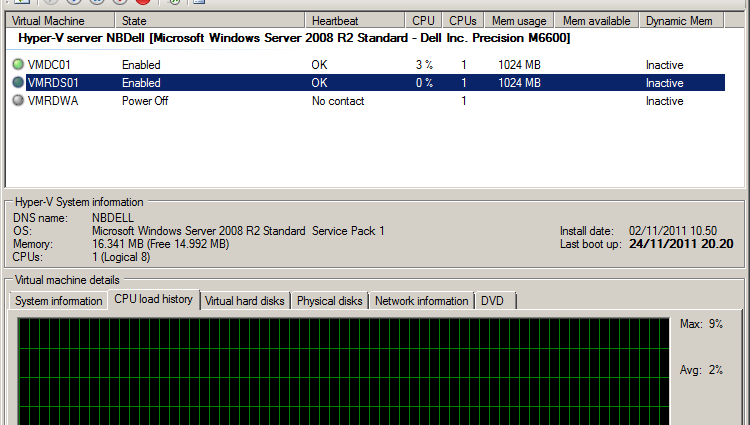 Virtual Machine State Heartbeat CPU CPUs Mem usage Mem available Dynamic Mem
Hyper-V server NBDell [Microsoft Windows Server 2008 R2 Standard - Dell Inc. Precision M6600]
VMDC01 Enabled OK 3 % 1 1024 MB Inactive
VMRDS01 Enabled OK 0 % 1 1024 MB Inactive
VMRDWA Power Off No contact 1 Inactive
Hyper-V System information
DNS name: NBDELL
OS: Microsoft Windows Server 2008 R2 Standard Service Pack 1 Install date: 02/11/2011 10.50
Memory: 16.341 MB (Free 14.992 MB) Last boot up: 24/11/2011 20.20
CPUs: 1 (Logical 8)
Virtual machine details
System information CPU load history Virtual hard disks Physical disks Network information DVD
Max: 9%
Avg: 2%